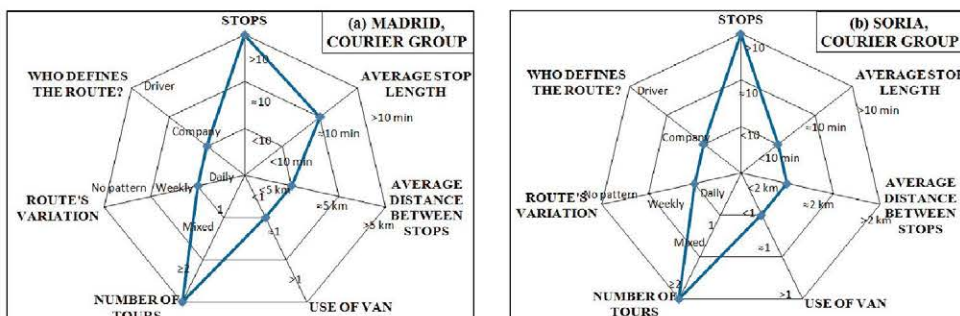 STOPS
(a) MADRID,
COURIER GROUP
>10
WHO DEFINES
THE ROUTE?
Driver
AVERAGE STOP
LENGTH
>10 min
≈10
≈10 min
Company
<10
<10 min
No pattern
Weekly
Daily
<5 km
≈5 km
>5 km
ROUTE'S
VARIATION
AVERAGE
DISTANCE
BETWEEN
STOPS
1
<1
Mixed
≈1
≥2
>1
NUMBER OF
TOURS
USE OF VAN
STOPS
(b) SORIA,
COURIER GROUP
>10
WHO DEFINES
THE ROUTE?
Driver
AVERAGE STOP
LENGTH
>10 min
≈10
≈10 min
Company
<10
<10 min
No pattern
Weekly
Daily
<2 km
≈2 km
>2 km
ROUTE'S
VARIATION
AVERAGE
DISTANCE
BETWEEN
STOPS
1
<1
Mixed
≈1
≥2
>1
NUMBER OF
TOURS
USE OF VAN